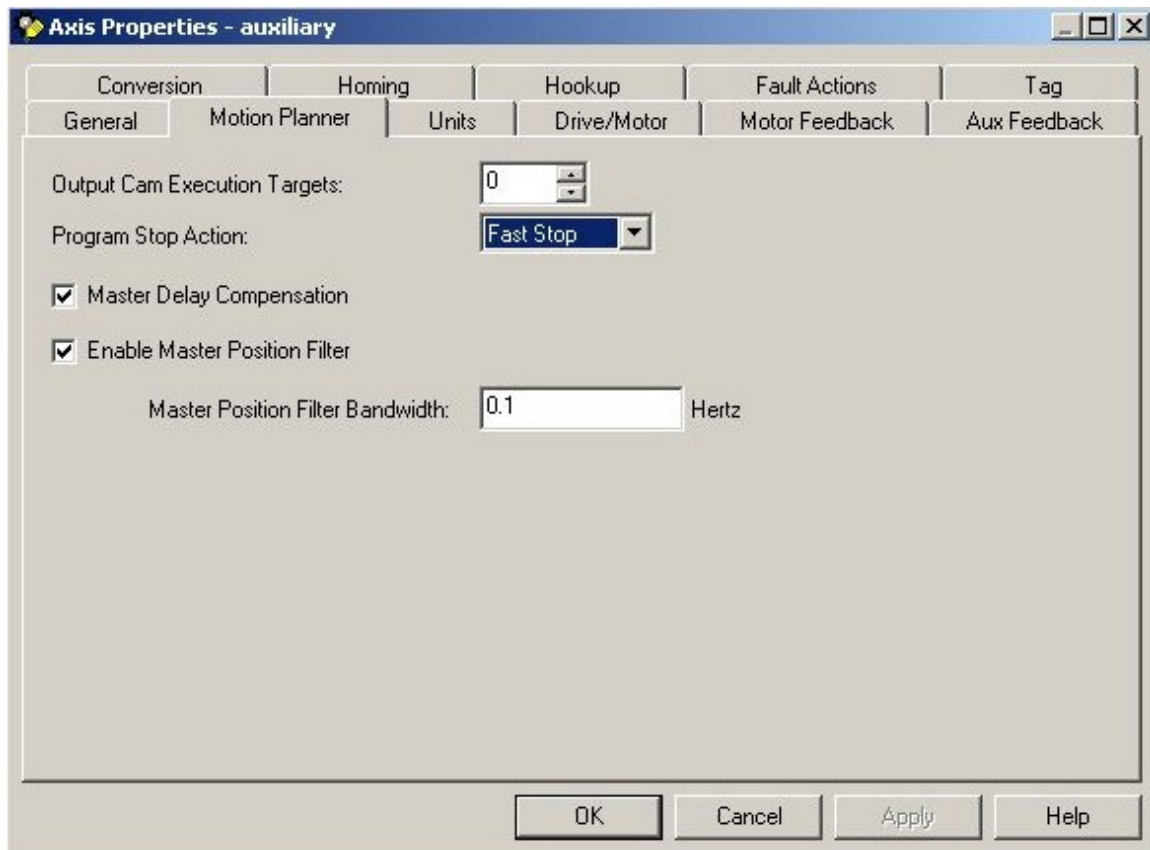 Axis Properties - auxiliary
Conversion Homing Hookup Fault Actions Tag
General Motion Planner Units Drive/Motor Motor Feedback Aux Feedback
Output Cam Execution Targets: 0
Program Stop Action: Fast Stop
Master Delay Compensation
Enable Master Position Filter
Master Position Filter Bandwidth: 0.1 Hertz
OK Cancel Apply Help